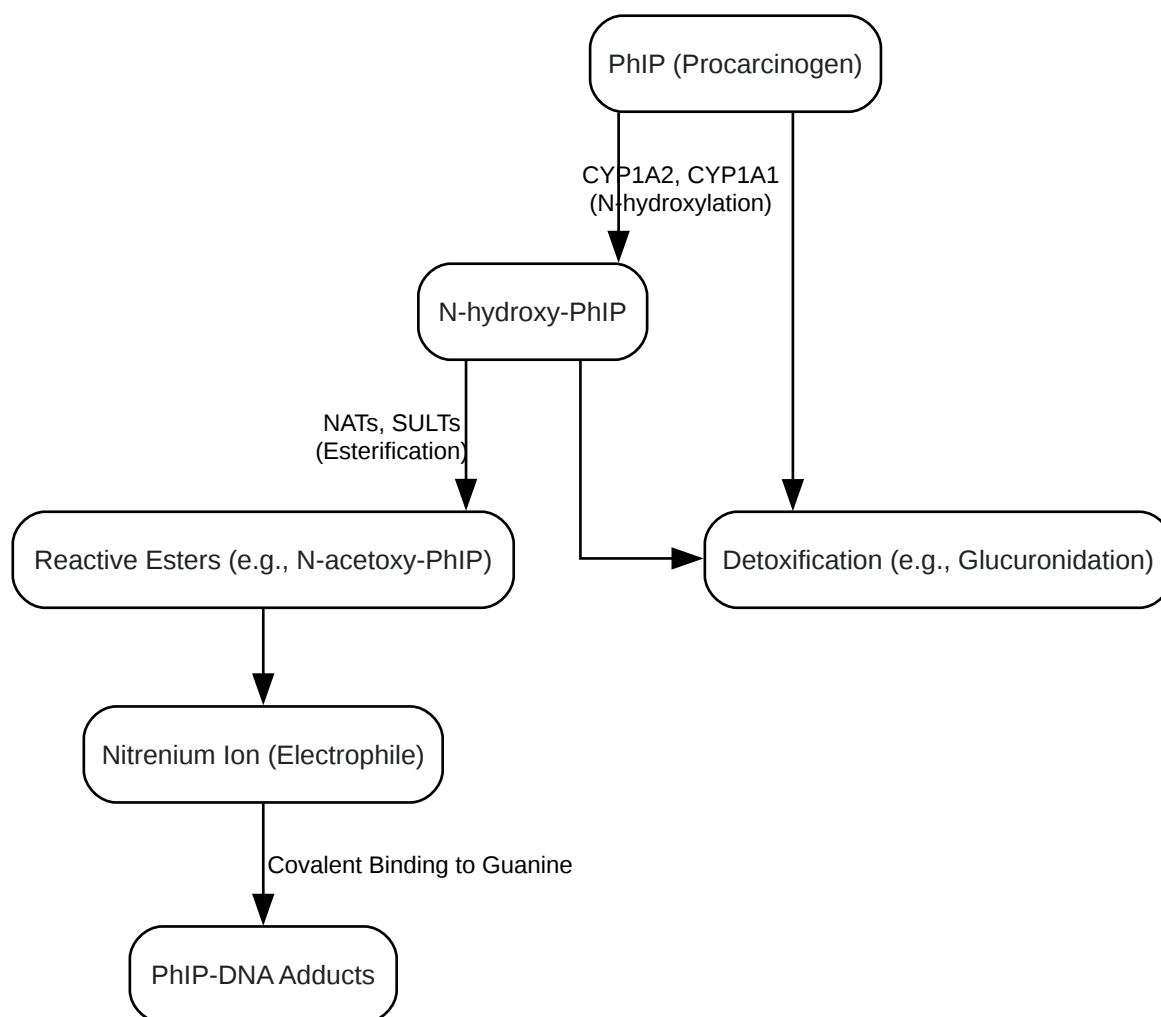 PhIP (Procarcinogen)
CYP1A2, CYP1A1
(N-hydroxylation)
N-hydroxy-PhIP
NATs, SULTs
(Esterification)
Reactive Esters (e.g., N-acetoxy-PhIP)
Detoxification (e.g., Glucuronidation)
Nitrenium Ion (Electrophile)
Covalent Binding to Guanine
PhIP-DNA Adducts